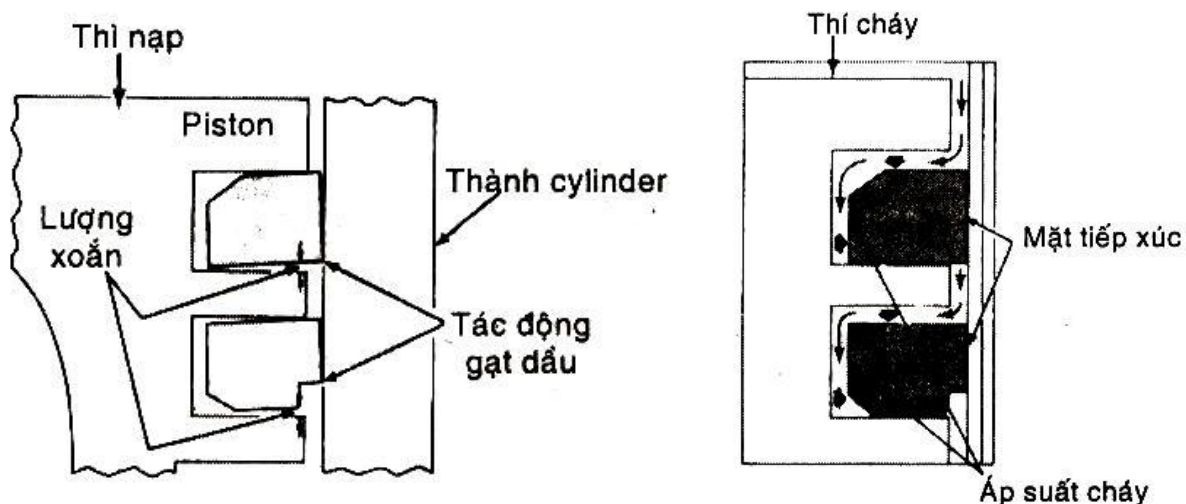 Thì nạp
Piston
Thành cylinder
Lượng
xoắn
Tác động
gạt dầu
Thí cháy
Mặt tiếp xúc
Áp suất cháy